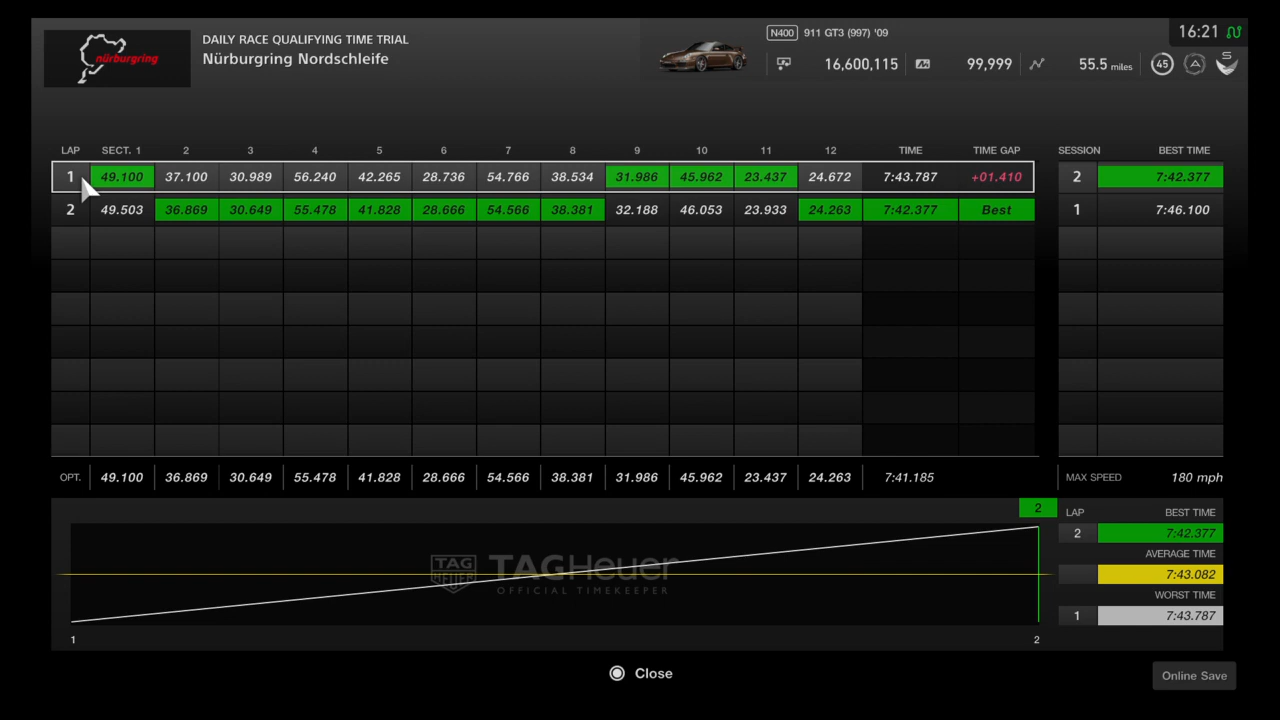 nürburgring
DAILY RACE QUALIFYING TIME TRIAL
Nürburgring Nordschleife
N400 911 GT3 (997) '09
16:21
16,600,115 99,999 55.5 miles 45 A S
LAP SECT. 1 2 3 4 5 6 7 8 9 10 11 12 TIME TIME GAP SESSION BEST TIME
1 49.100 37.100 30.989 56.240 42.265 28.736 54.766 38.534 31.986 45.962 23.437 24.672 7:43.787 +01.410 2 7:42.377
2 49.503 36.869 30.649 55.478 41.828 28.666 54.566 38.381 32.188 46.053 23.933 24.263 7:42.377 Best 1 7:46.100
OPT. 49.100 36.869 30.649 55.478 41.828 28.666 54.566 38.381 31.986 45.962 23.437 24.263 7:41.185 MAX SPEED 180 mph
2 LAP BEST TIME
2 7:42.377
AVERAGE TIME
TAG HEUER TAGHeuer 7:43.082
OFFICIAL TIMEKEEPER WORST TIME
1 7:43.787
1 2
Close
Online Save